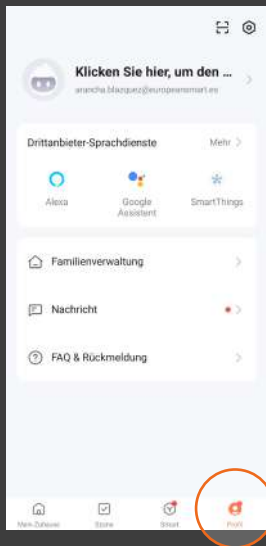 Klicken Sie hier, um den ...
arancha.blazquez@europeansmart.es
Drittanbieter-Sprachdienste
Mehr >
Alexa
Google
Assistent
SmartThings
Familienverwaltung
Nachricht
FAQ & Rückmeldung
Mein Zuhause
Szene
Smart
Profil